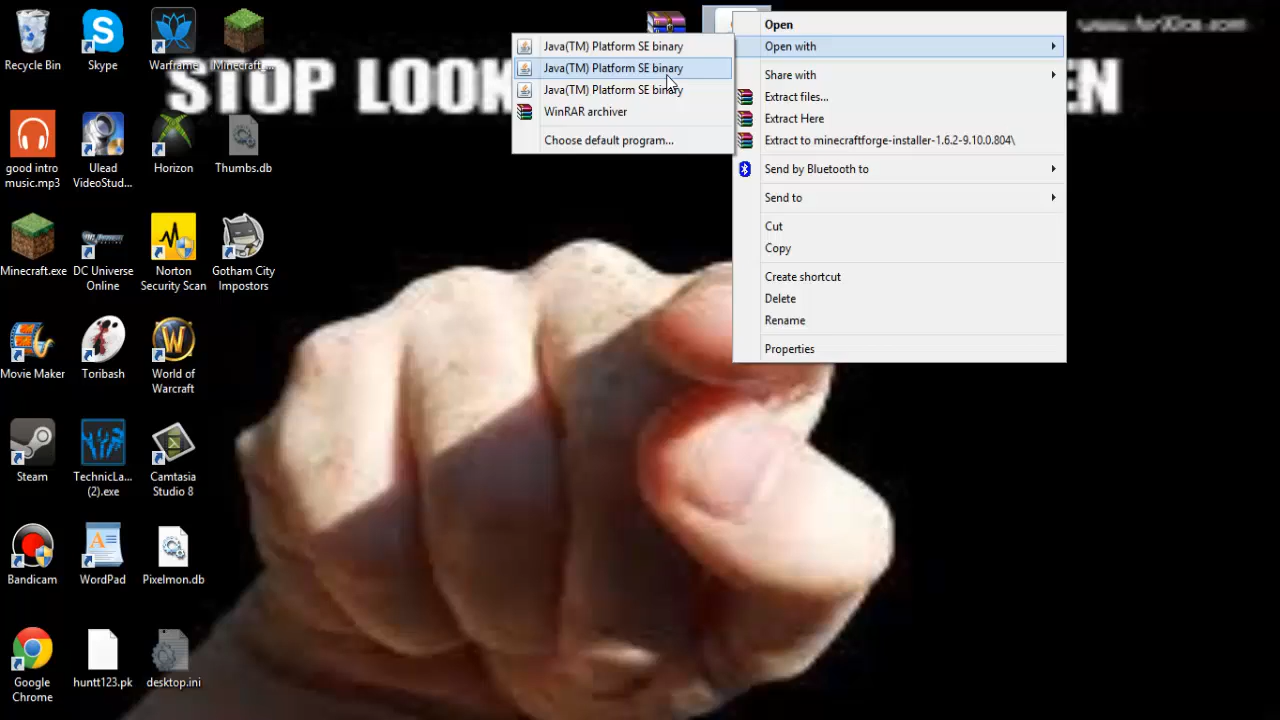 Recycle Bin
Skype
Warframe
Minecraft...
STOP LOOK
EN
Open
Open with
Share with
Extract files...
Extract Here
Extract to minecraftforge-installer-1.6.2-9.10.0.804\
Send by Bluetooth to
Send to
Cut
Copy
Create shortcut
Delete
Rename
Properties
Java(TM) Platform SE binary
Java(TM) Platform SE binary
Java(TM) Platform SE binary
WinRAR archiver
Choose default program...
good intro
music.mp3
Ulead
VideoStud...
Horizon
Thumbs.db
Minecraft.exe
DC Universe
Online
Norton
Security Scan
Gotham City
Impostors
Movie Maker
Toribash
World of
Warcraft
Steam
TechnicLa...
(2).exe
Camtasia
Studio 8
Bandicam
WordPad
Pixelmon.db
Google
Chrome
huntt123.pk
desktop.ini